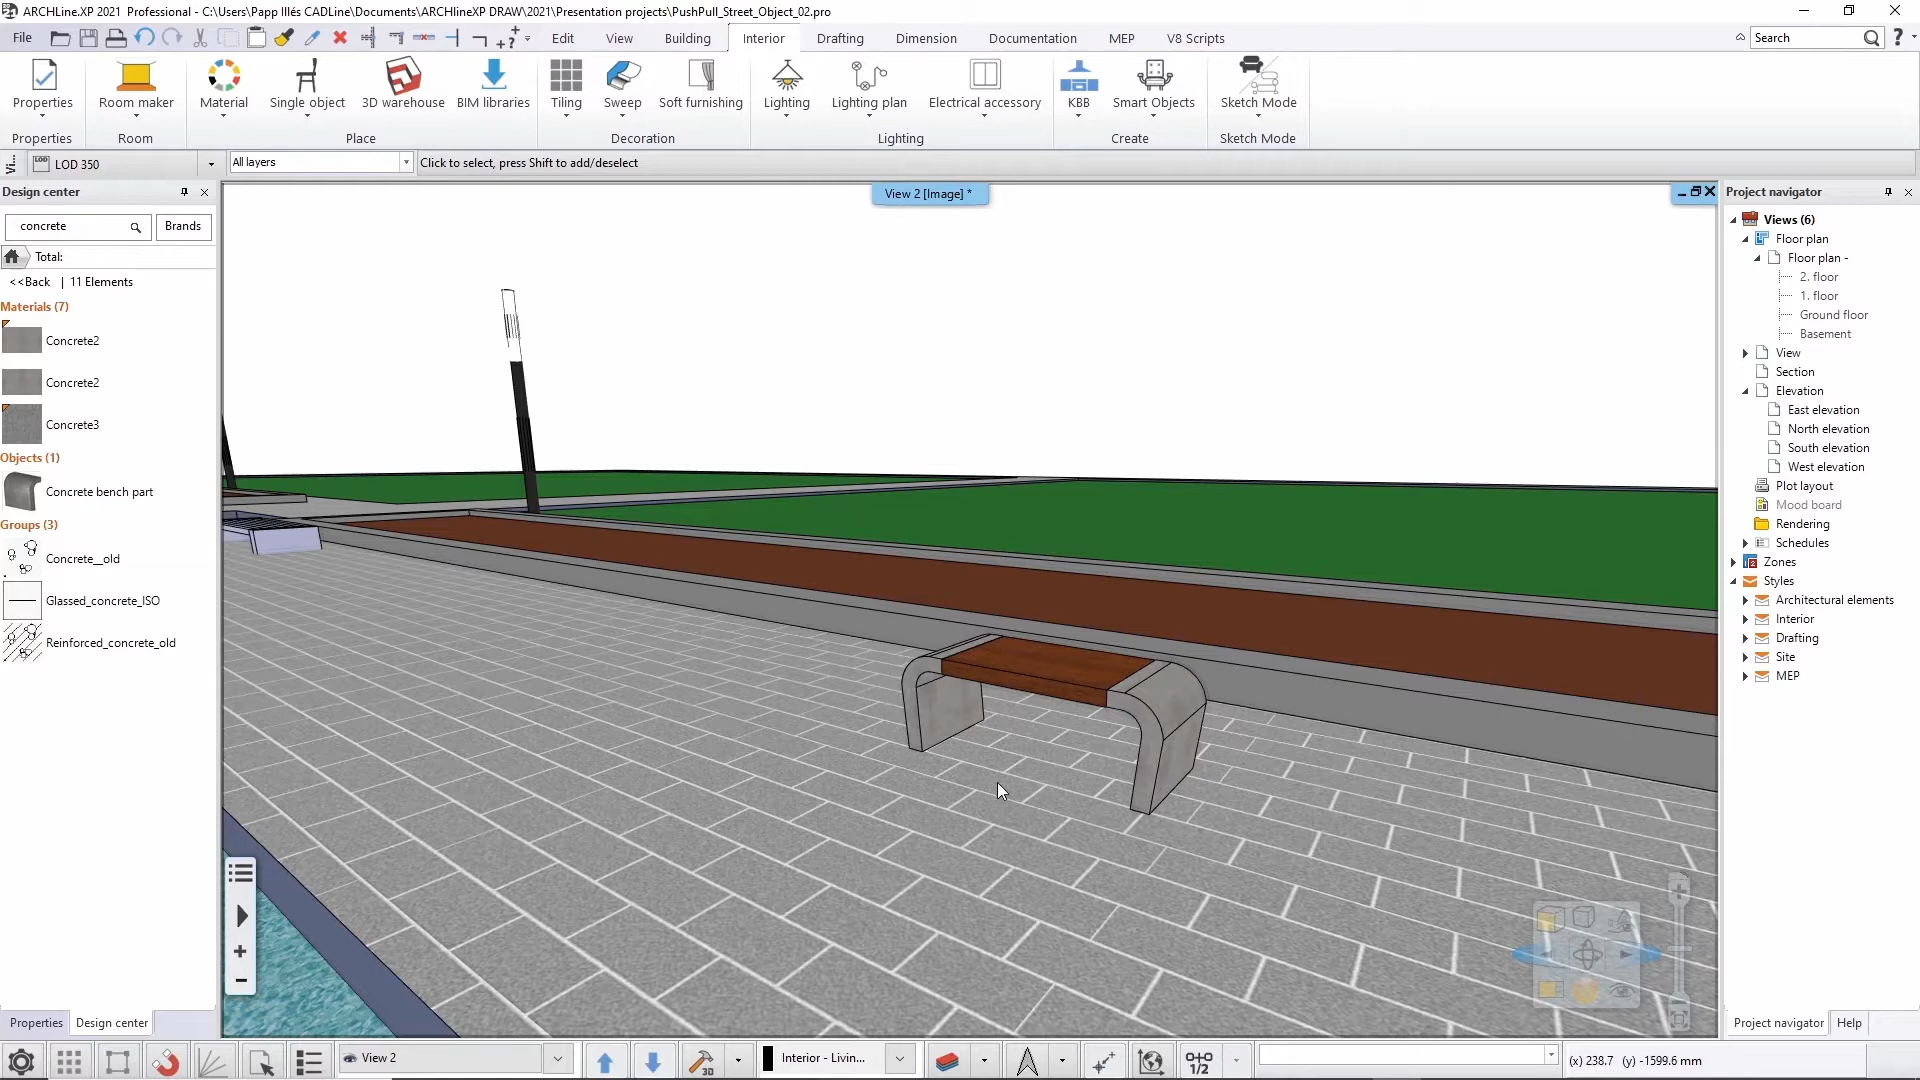 ARCHLine.XP 2021 Professional - C:\Users\Papp Illés CADLine\Documents\ARCHlineXP DRAW\2021\Presentation projects\PushPull_Street_Object_02.pro
File Edit View Building Interior Drafting Dimension Documentation MEP V8 Scripts Search ?
Properties Room maker Material Single object 3D warehouse BIM libraries Tiling Sweep Soft furnishing Lighting Lighting plan Electrical accessory KBB Smart Objects Sketch Mode
Properties Room Place Decoration Lighting Create Sketch Mode
LOD 350 All layers Click to select, press Shift to add/deselect
Design center
concrete Brands
Total:
<<Back | 11 Elements
Materials (7)
Concrete2
Concrete2
Concrete3
Objects (1)
Concrete bench part
Groups (3)
Concrete__old
Glassed_concrete_ISO
Reinforced_concrete_old
Properties Design center
View 2 [Image] *
Project navigator
Views (6)
Floor plan
Floor plan -
2. floor
1. floor
Ground floor
Basement
View
Section
Elevation
East elevation
North elevation
South elevation
West elevation
Plot layout
Mood board
Rendering
Schedules
Zones
Styles
Architectural elements
Interior
Drafting
Site
MEP
Project navigator Help
View 2 3D Interior - Livin... 1/2 (x) 238.7 (y) -1599.6 mm